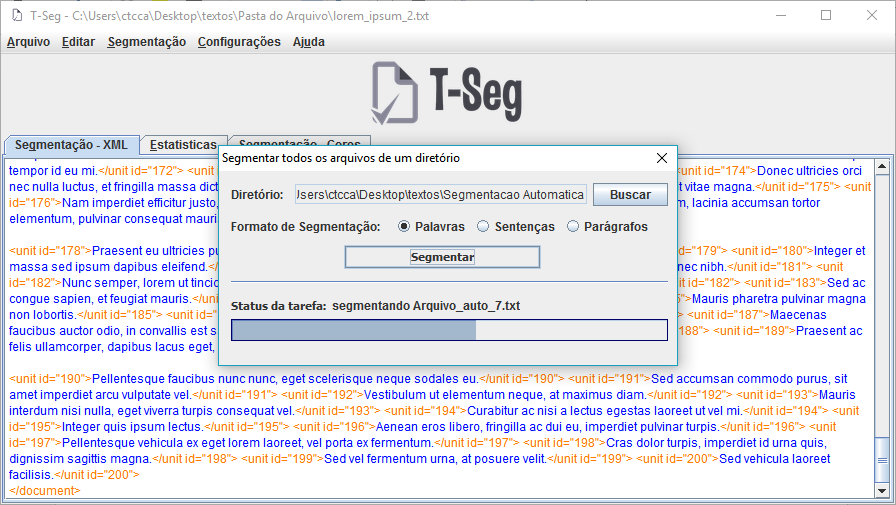 T-Seg - C:\Users\ctcca\Desktop\textos\Pasta do Arquivo\lorem_ipsum_2.txt
Arquivo Editar Segmentação Configurações Ajuda
T-Seg
Segmentação - XML Estatisticas Segmentação - Cores
tempor id eu mi.</unit id="172"> <unit id="174">Donec ultricies orci
nec nulla luctus, et fringilla massa dict et vitae magna.</unit id="175"> <unit
id="176">Nam imperdiet efficitur justo, m, lacinia accumsan tortor
elementum, pulvinar consequat mauri
<unit id="178">Praesent eu ultricies pu "179"> <unit id="180">Integer et
massa sed ipsum dapibus eleifend.</ nec nibh.</unit id="181"> <unit
id="182">Nunc semper, lorem ut tincid id="182"> <unit id="183">Sed ac
congue sapien, et feugiat mauris.</un "186">Mauris pharetra pulvinar magna
non lobortis.</unit id="185"> <unit id="187">Maecenas
faucibus auctor odio, in convallis est s "188"> <unit id="189">Praesent ac
felis ullamcorper, dapibus lacus eget,
Segmentar todos os arquivos de um diretório
Diretório: Users\ctcca\Desktop\textos\Segmentacao Automatica Buscar
Formato de Segmentação: Palavras Sentenças Parágrafos
Segmentar
Status da tarefa: segmentando Arquivo_auto_7.txt
<unit id="190">Pellentesque faucibus nunc nunc, eget scelerisque neque sodales eu.</unit id="190"> <unit id="191">Sed accumsan commodo purus, sit
amet imperdiet arcu vulputate vel.</unit id="191"> <unit id="192">Vestibulum ut elementum neque, at maximus diam.</unit id="192"> <unit id="193">Mauris
interdum nisi nulla, eget viverra turpis consequat vel.</unit id="193"> <unit id="194">Curabitur ac nisi a lectus egestas laoreet ut vel mi.</unit id="194"> <unit
id="195">Integer quis ipsum lectus.</unit id="195"> <unit id="196">Aenean eros libero, fringilla ac dui eu, imperdiet pulvinar turpis.</unit id="196"> <unit
id="197">Pellentesque vehicula ex eget lorem laoreet, vel porta ex fermentum.</unit id="197"> <unit id="198">Cras dolor turpis, imperdiet id urna quis,
dignissim sagittis magna.</unit id="198"> <unit id="199">Sed vel fermentum urna, at posuere velit.</unit id="199"> <unit id="200">Sed vehicula laoreet
facilisis.</unit id="200">
</document>